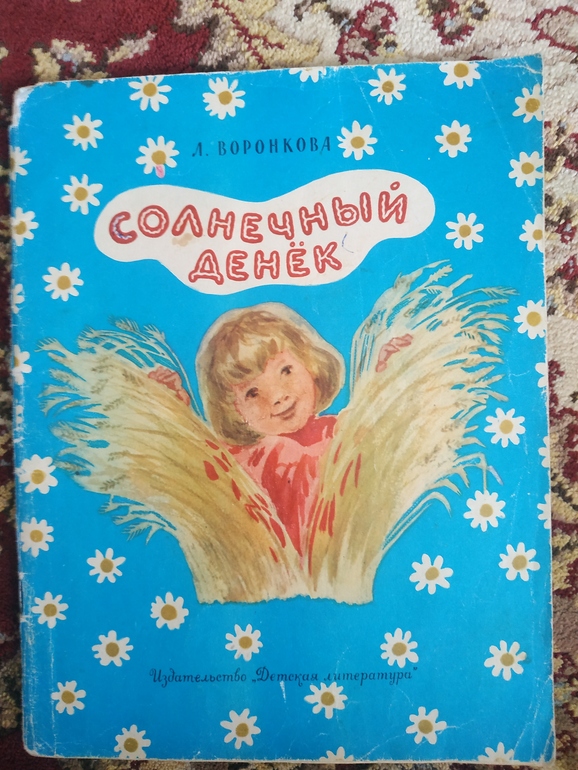 Л. ВОРОНКОВА
СОЛНЕЧНЫЙ
ДЕНЁК
Издательство „Детская литература"